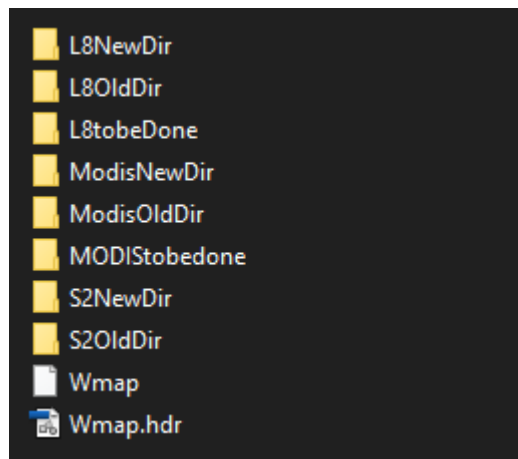 L8NewDir
L8OldDir
L8tobeDone
ModisNewDir
ModisOldDir
MODIStobedone
S2NewDir
S2OldDir
Wmap
Wmap.hdr